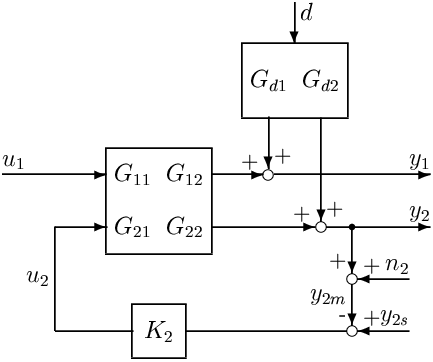 d
G_{d1} G_{d2}
u_1 G_{11} G_{12} + + y_1
G_{21} G_{22} + + y_2
u_2 + + n_2
y_{2m}
K_2 - + y_{2s}